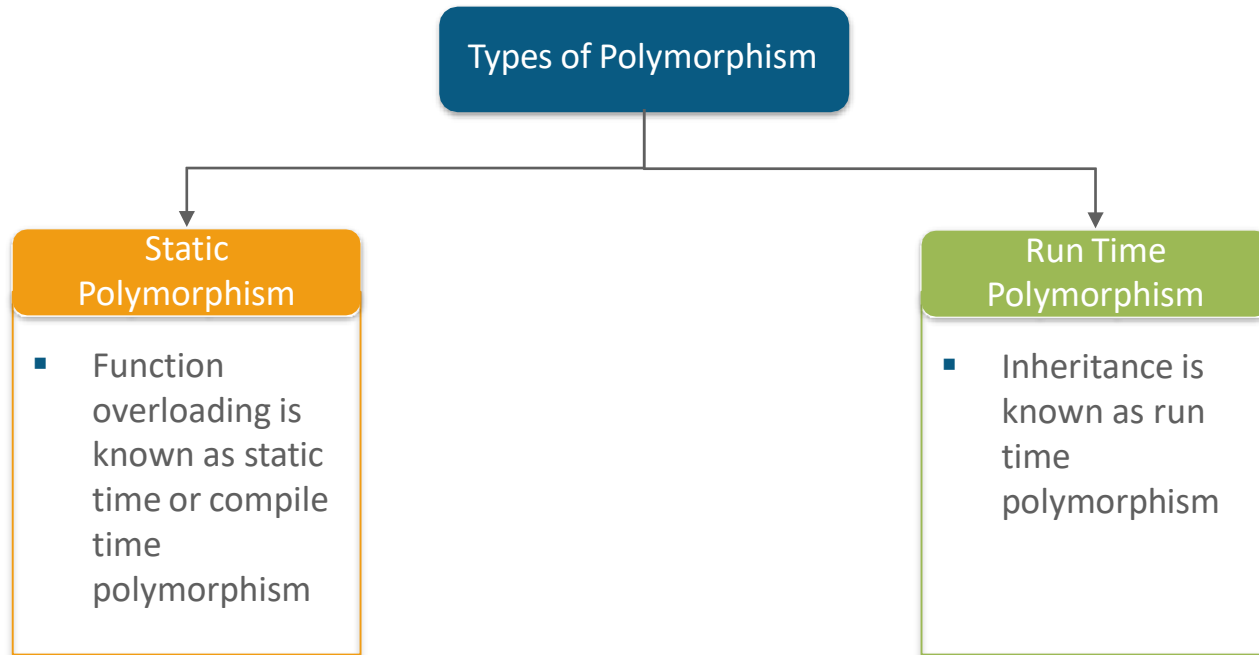 Types of Polymorphism
Static
Polymorphism
▪ Function
overloading is
known as static
time or compile
time
polymorphism
Run Time
Polymorphism
▪ Inheritance is
known as run
time
polymorphism